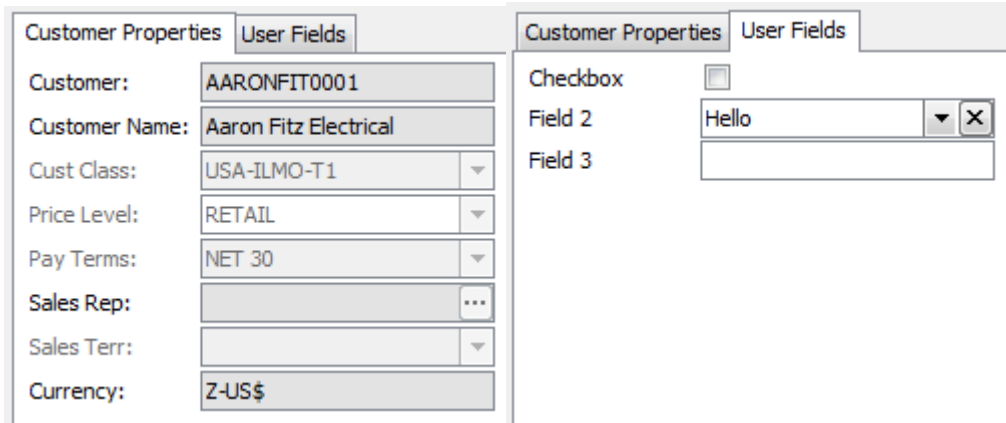 Customer Properties User Fields
Customer: AARONFIT0001
Customer Name: Aaron Fitz Electrical
Cust Class: USA-ILMO-T1
Price Level: RETAIL
Pay Terms: NET 30
Sales Rep: ...
Sales Terr:
Currency: Z-US$
Customer Properties User Fields
Checkbox
Field 2 Hello
Field 3